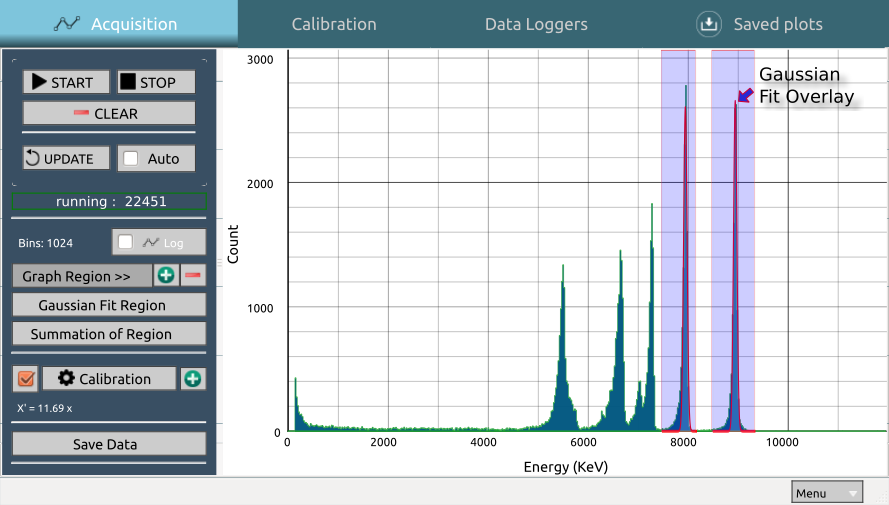 Acquisition
Calibration
Data Loggers
Saved plots
START
STOP
CLEAR
UPDATE
Auto
running : 22451
Bins: 1024
Log
Graph Region >>
Gaussian Fit Region
Summation of Region
Calibration
X' = 11.69 x
Save Data
3000
2000
1000
0
Count
0
2000
4000
6000
8000
10000
Energy (KeV)
Gaussian
Fit Overlay
Menu